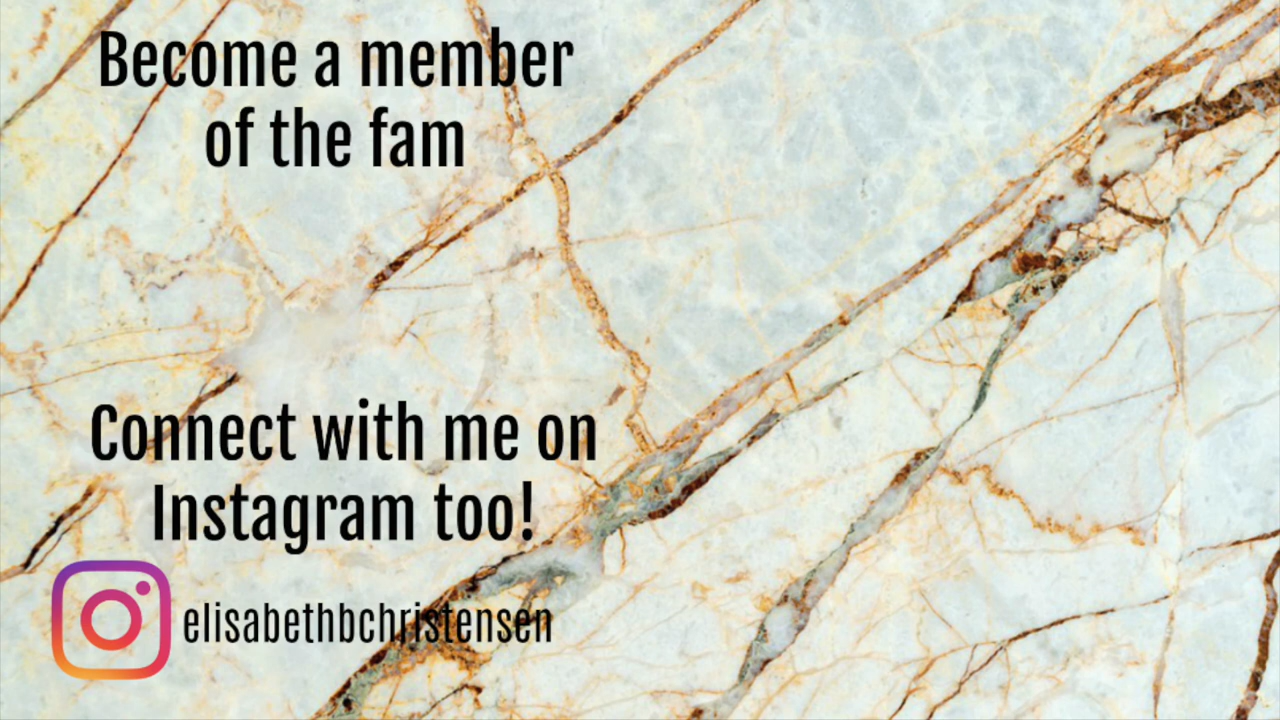 Become a member
of the fam
Connect with me on
Instagram too!
elisabethbchristensen